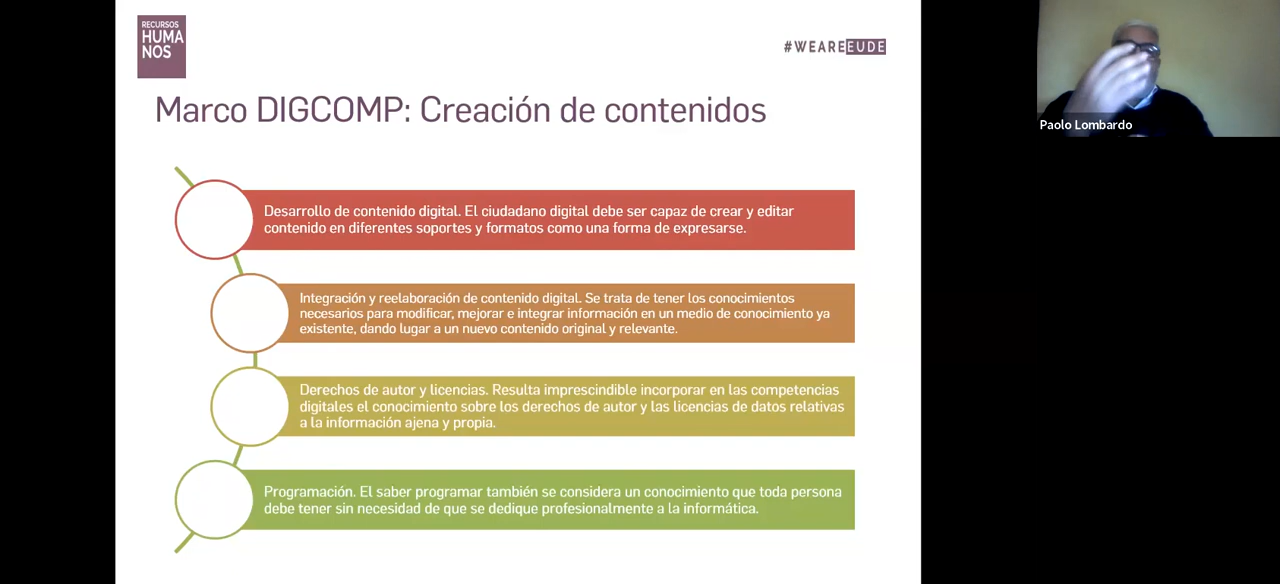 RECURSOS
HUMA
NOS
#WEAREEUDE
Marco DIGCOMP: Creación de contenidos
Paolo Lombardo
Desarrollo de contenido digital. El ciudadano digital debe ser capaz de crear y editar
contenido en diferentes soportes y formatos como una forma de expresarse.
Integración y reelaboración de contenido digital. Se trata de tener los conocimientos
necesarios para modificar, mejorar e integrar información en un medio de conocimiento ya
existente, dando lugar a un nuevo contenido original y relevante.
Derechos de autor y licencias. Resulta imprescindible incorporar en las competencias
digitales el conocimiento sobre los derechos de autor y las licencias de datos relativas
a la información ajena y propia.
Programación. El saber programar también se considera un conocimiento que toda persona
debe tener sin necesidad de que se dedique profesionalmente a la informática.